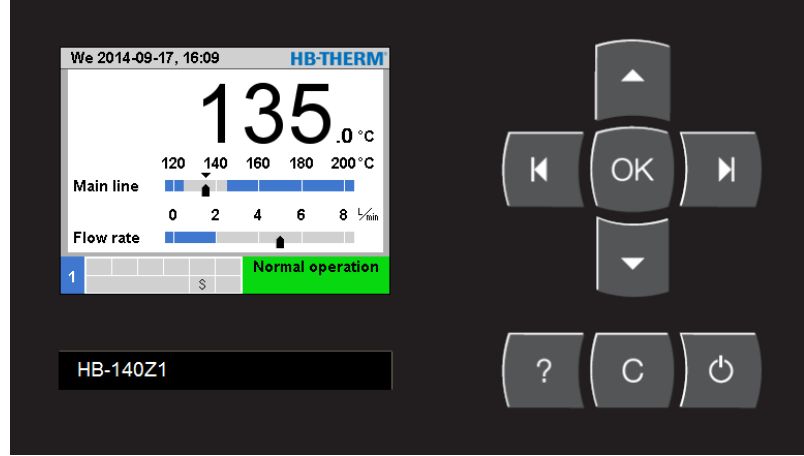 We 2014-09-17, 16:09 HB-THERM®
135.0 °C
120 140 160 180 200 °C
Main line
0 2 4 6 8 L/min
Flow rate
1 S Normal operation
HB-140Z1
OK
? C